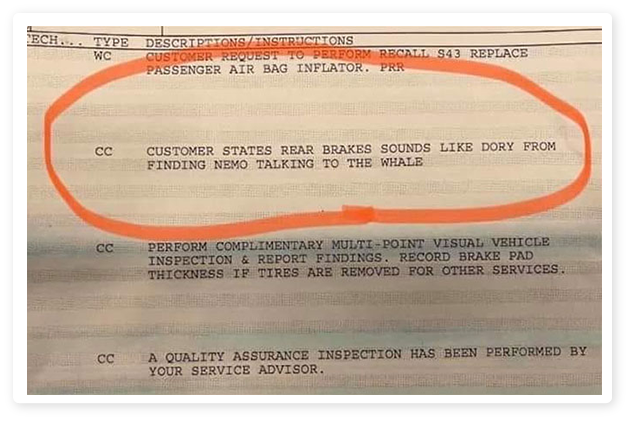 TECH... TYPE DESCRIPTIONS/INSTRUCTIONS
WC CUSTOMER REQUEST TO PERFORM RECALL S43 REPLACE
PASSENGER AIR BAG INFLATOR. PRR
CC CUSTOMER STATES REAR BRAKES SOUNDS LIKE DORY FROM
FINDING NEMO TALKING TO THE WHALE
CC PERFORM COMPLIMENTARY MULTI-POINT VISUAL VEHICLE
INSPECTION & REPORT FINDINGS. RECORD BRAKE PAD
THICKNESS IF TIRES ARE REMOVED FOR OTHER SERVICES.
CC A QUALITY ASSURANCE INSPECTION HAS BEEN PERFORMED BY
YOUR SERVICE ADVISOR.